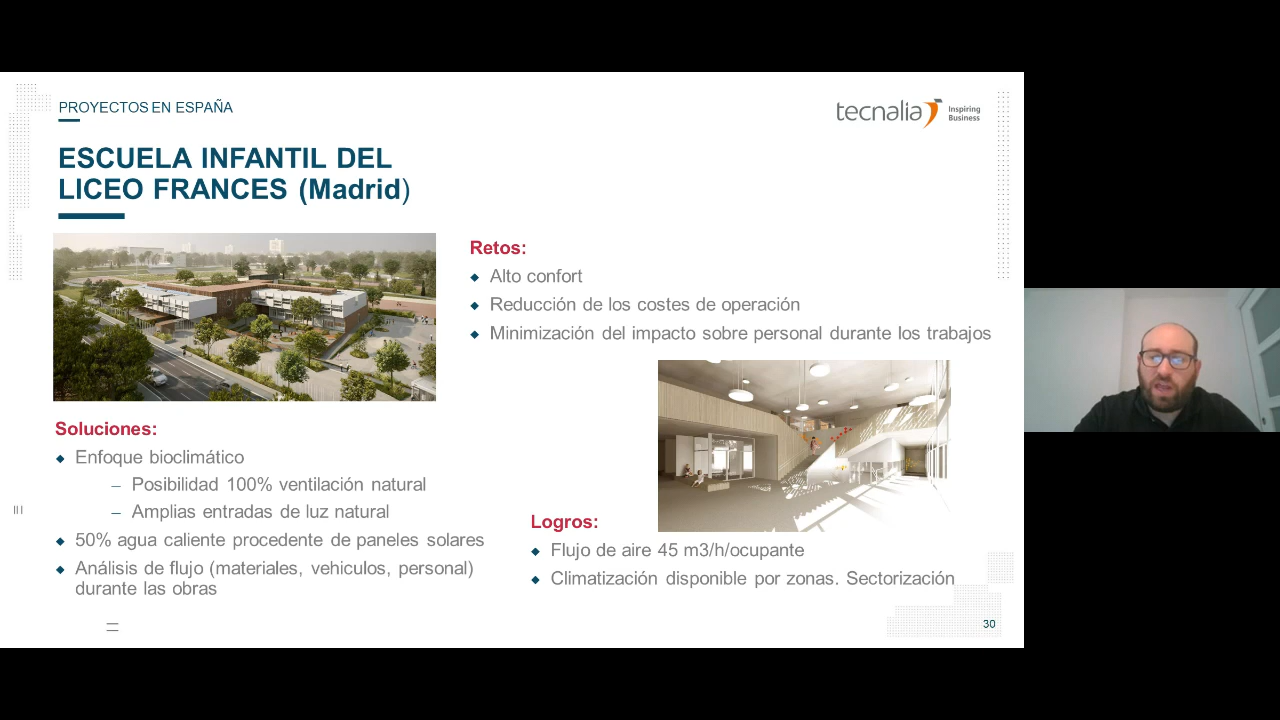 PROYECTOS EN ESPAÑA
tecnalia Inspiring
Business
ESCUELA INFANTIL DEL
LICEO FRANCES (Madrid)
Retos:
Alto confort
Reducción de los costes de operación
Minimización del impacto sobre personal durante los trabajos
Soluciones:
Enfoque bioclimático
– Posibilidad 100% ventilación natural
– Amplias entradas de luz natural
50% agua caliente procedente de paneles solares
Análisis de flujo (materiales, vehiculos, personal)
durante las obras
Logros:
Flujo de aire 45 m3/h/ocupante
Climatización disponible por zonas. Sectorización
30